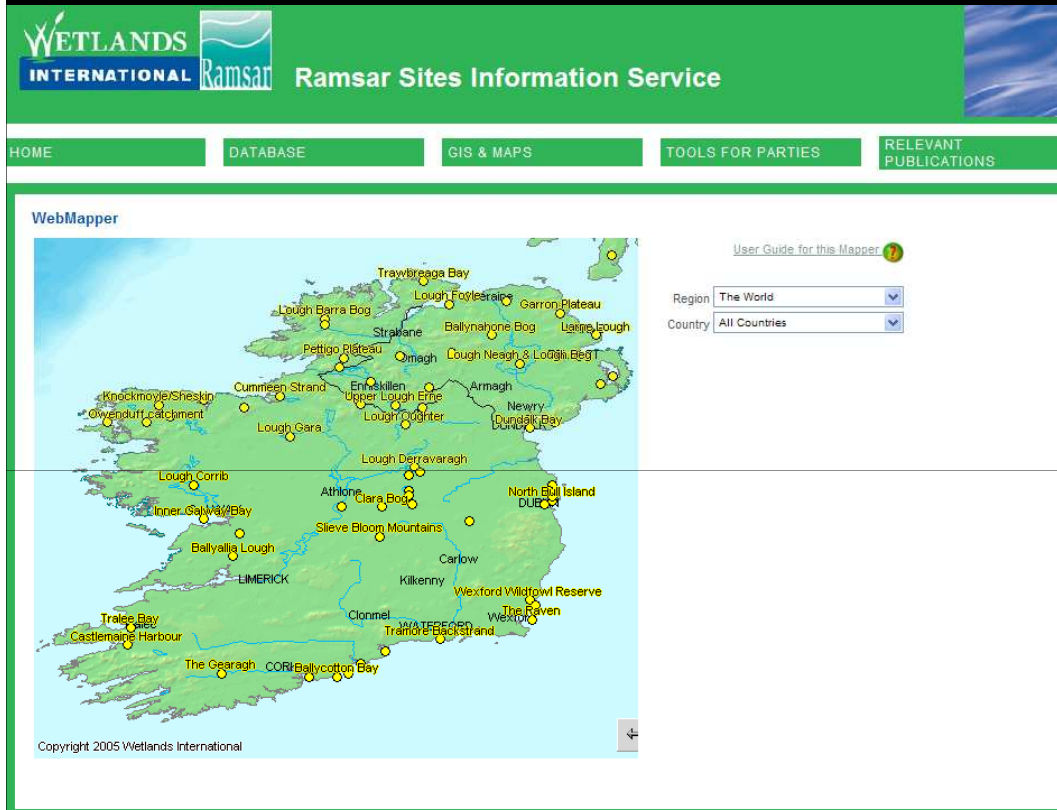 WETLANDS
INTERNATIONAL
Ramsar
Ramsar Sites Information Service
HOME
DATABASE
GIS & MAPS
TOOLS FOR PARTIES
RELEVANT
PUBLICATIONS
WebMapper
User Guide for this Mapper ?
Region The World
Country All Countries
Trawbreaga Bay
Lough Foyle
Garron Plateau
Lough Barra Bog
Strabane
Ballynahone Bog
Larne Lough
Pettigo Plateau
Omagh
Lough Neagh & Lough Beg
Cummeen Strand
Enniskillen
Armagh
Knockmoyle/Sheskin
Upper Lough Erne
Owenduff catchment
Lough Oughter
Newry
Dundalk Bay
Lough Gara
Lough Derravaragh
Lough Corrib
Athlone
Clara Bog
North Bull Island
Inner Galway Bay
Slieve Bloom Mountains
Ballyallia Lough
Carlow
LIMERICK
Kilkenny
Wexford Wildfowl Reserve
Clonmel
The Raven
Tralee Bay
Tramore Backstrand
Castlemaine Harbour
The Gearagh
Ballycotton Bay
Copyright 2005 Wetlands International